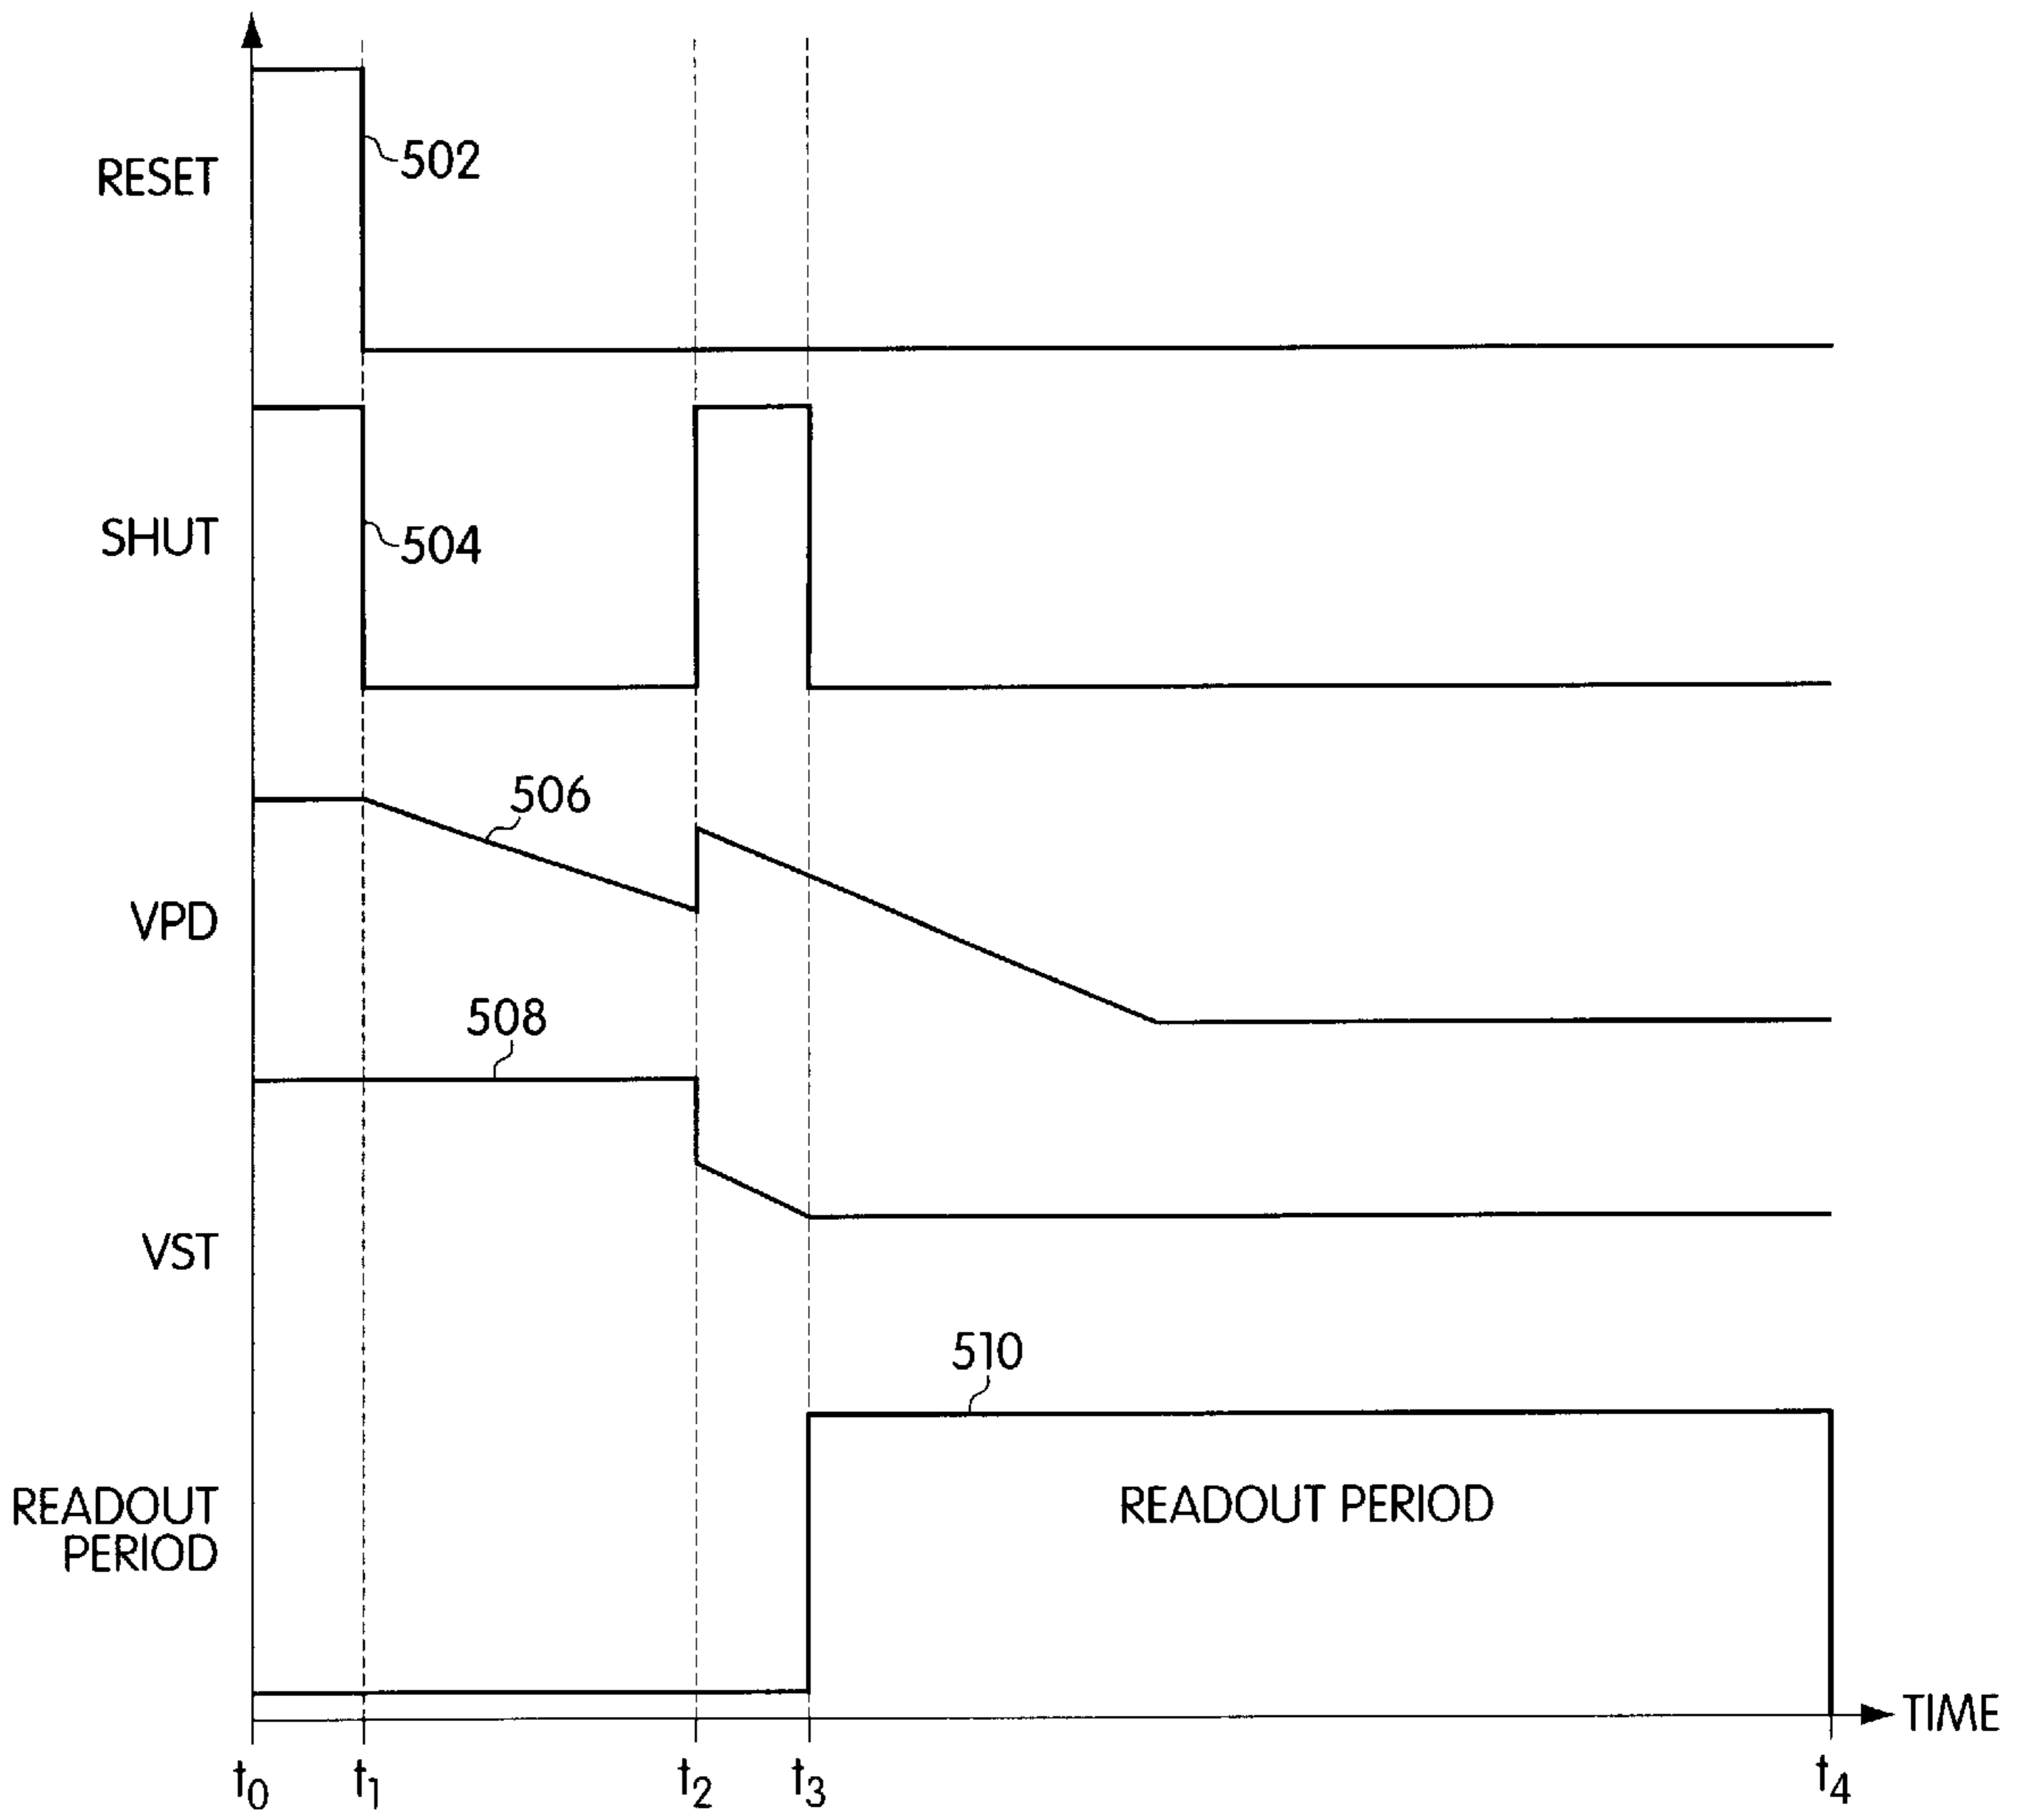 RESET
502
SHUT
504
506
VPD
508
VST
510
READOUT
PERIOD
READOUT PERIOD
TIME
t0 t1 t2 t3 t4